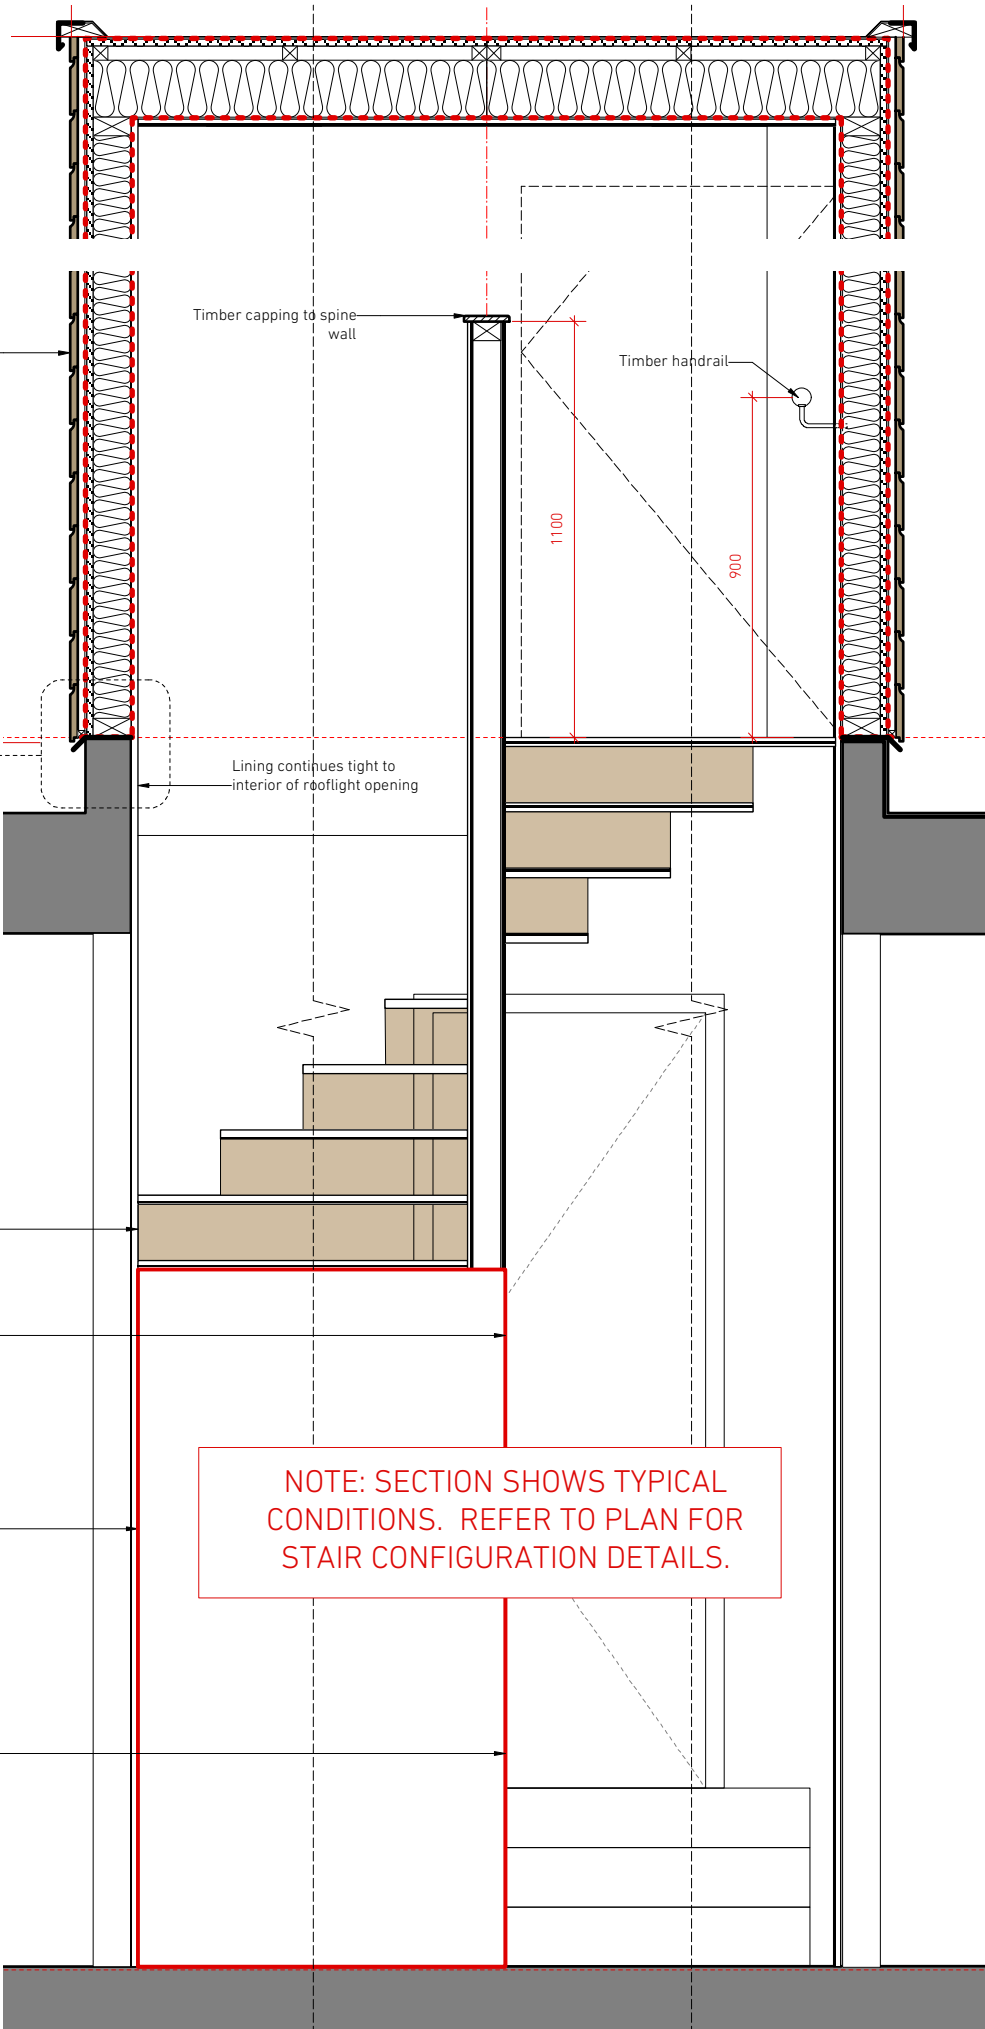 Timber capping to spine
wall
Timber handrail
1100
900
Lining continues tight to
interior of rooflight opening
NOTE: SECTION SHOWS TYPICAL
CONDITIONS. REFER TO PLAN FOR
STAIR CONFIGURATION DETAILS.